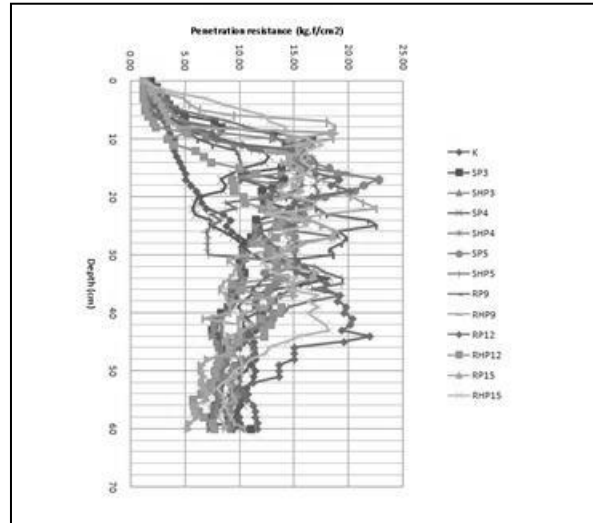 Penetration resistance (kg.f/cm2)
0.00 5.00 10.00 15.00 20.00 25.00
0
10
20
30
40
50
60
70
Depth (cm)
K
SP3
SHP3
SP4
SHP4
SP5
SHP5
RP9
RHP9
RP12
RHP12
RP15
RHP15